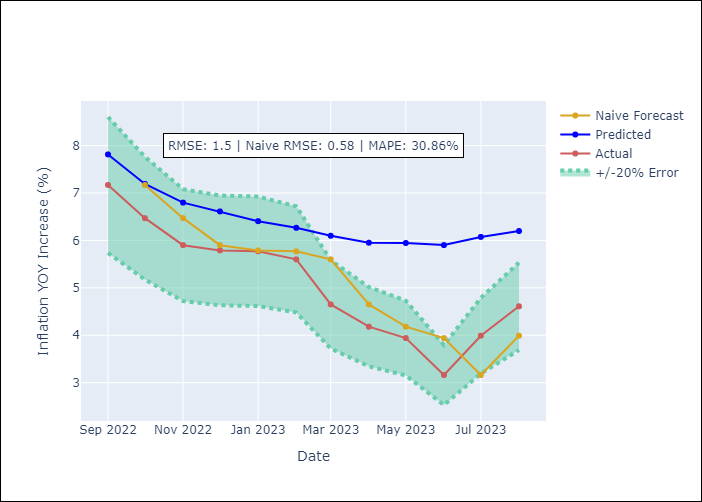 Naive Forecast
Predicted
Actual
+/-20% Error
RMSE: 1.5 | Naive RMSE: 0.58 | MAPE: 30.86%
8
7
6
5
4
3
Inflation YOY Increase (%)
Sep 2022 Nov 2022 Jan 2023 Mar 2023 May 2023 Jul 2023
Date